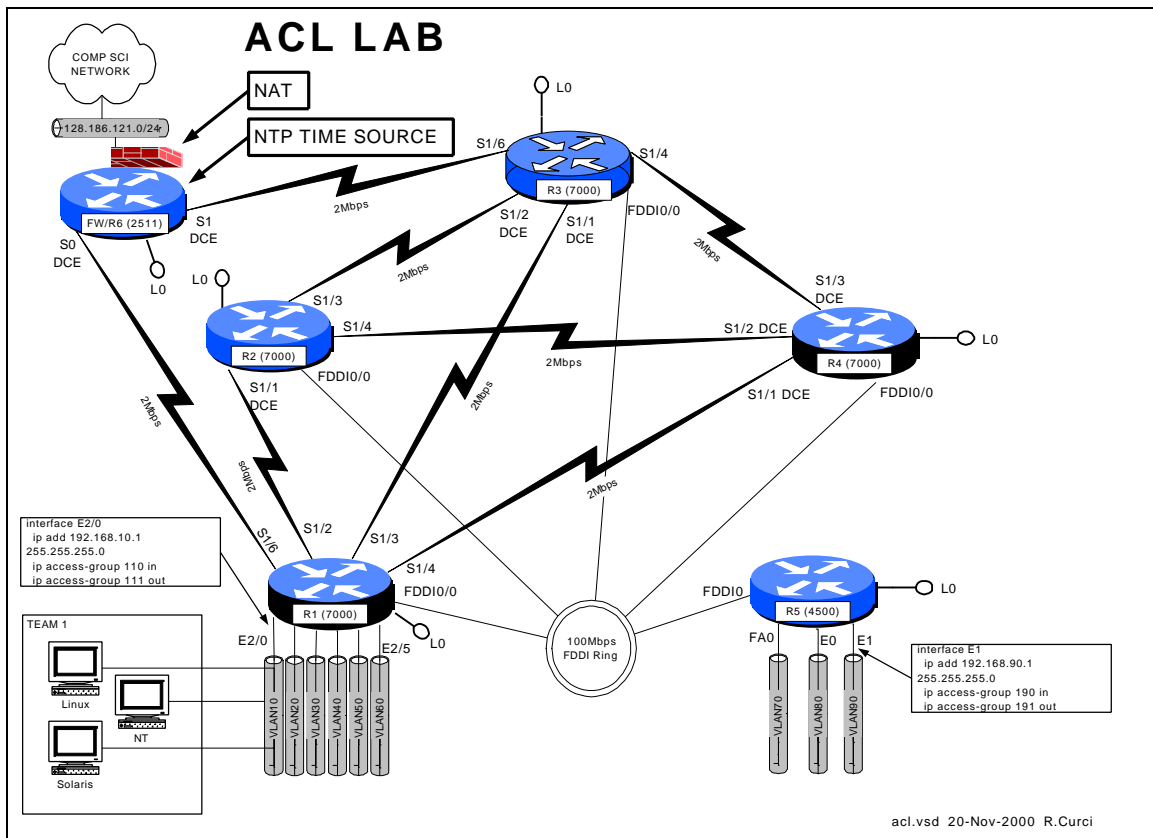 ACL LAB
COMP SCI
NETWORK
NAT
128.186.121.0/24
NTP TIME SOURCE
L0
S1/6
S1/4
R3 (7000)
2Mbps
FW/R6 (2511)
S1
DCE
S0
DCE
L0
S1/2
DCE
S1/1
DCE
FDDI0/0
2Mbps
2Mbps
L0
S1/3
S1/4
R2 (7000)
S1/3
DCE
S1/2 DCE
R4 (7000)
L0
2Mbps
FDDI0/0
S1/1
DCE
S1/1 DCE
FDDI0/0
2Mbps
2Mbps
2Mbps
2Mbps
interface E2/0
ip add 192.168.10.1
255.255.255.0
ip access-group 110 in
ip access-group 111 out
S1/6
S1/2
S1/3
S1/4
FDDI0/0
R1 (7000)
L0
FDDI0
R5 (4500)
L0
TEAM 1
E2/0
E2/5
100Mbps
FDDI Ring
FA0
E0
E1
interface E1
ip add 192.168.90.1
255.255.255.0
ip access-group 190 in
ip access-group 191 out
Linux
NT
Solaris
VLAN10
VLAN20
VLAN30
VLAN40
VLAN50
VLAN60
VLAN70
VLAN80
VLAN90
acl.vsd 20-Nov-2000 R.Curci